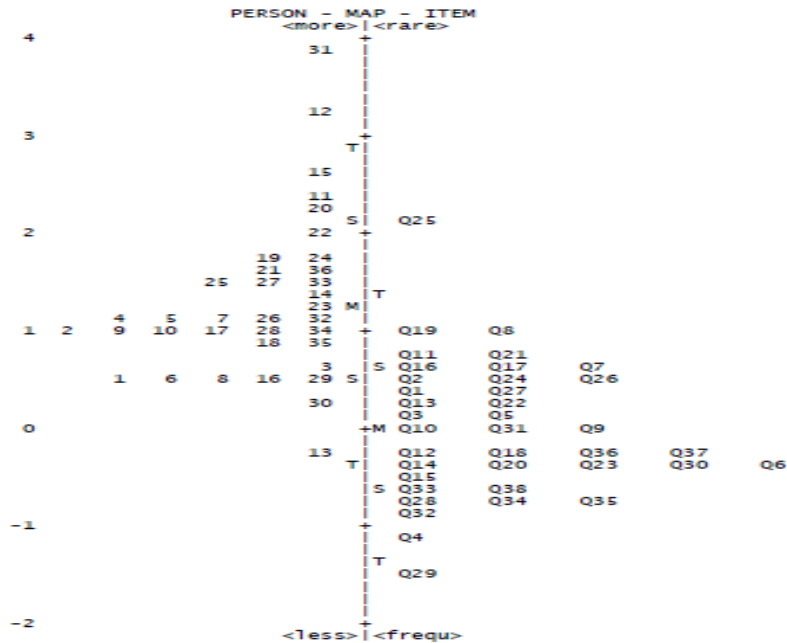 PERSON - MAP - ITEM
<more>|<rare>
4 +
31 |
|
|
|
|
12 |
|
3 +
T|
|
15 |
|
11 |
20 |
S| Q25
2 22 +
|
19 24 |
21 36 |
25 27 33 |
14 |T
23 M|
4 5 7 26 32 |
1 2 9 10 17 28 34 + Q19 Q8
18 35 |
| Q11 Q21
3 |S Q16 Q17 Q7
1 6 8 16 29 S| Q2 Q24 Q26
| Q1 Q27
30 | Q13 Q22
| Q3 Q5
0 +M Q10 Q31 Q9
|
13 | Q12 Q18 Q36 Q37
T| Q14 Q20 Q23 Q30 Q6
| Q15
|S Q33 Q38
| Q28 Q34 Q35
| Q32
-1 +
| Q4
|
|T
| Q29
|
|
|
-2 +
<less>|<frequ>